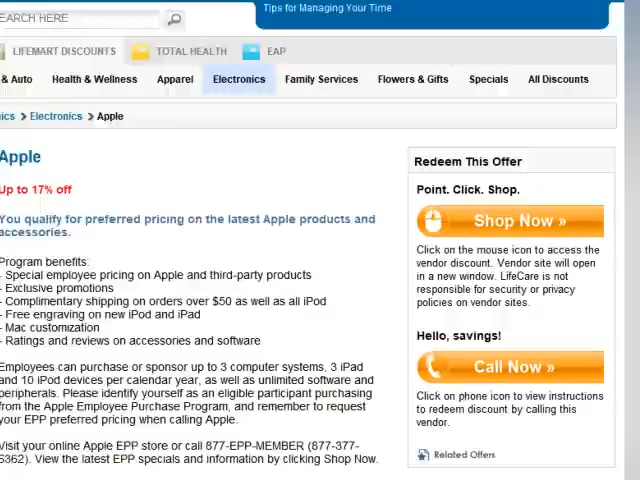 Tips for Managing Your Time
EARCH HERE
LIFEMART DISCOUNTS TOTAL HEALTH EAP
& Auto Health & Wellness Apparel Electronics Family Services Flowers & Gifts Specials All Discounts
ics > Electronics > Apple
Apple
Up to 17% off
You qualify for preferred pricing on the latest Apple products and
accessories.
Program benefits:
- Special employee pricing on Apple and third-party products
- Exclusive promotions
- Complimentary shipping on orders over $50 as well as all iPod
- Free engraving on new iPod and iPad
- Mac customization
- Ratings and reviews on accessories and software
Employees can purchase or sponsor up to 3 computer systems, 3 iPad
and 10 iPod devices per calendar year, as well as unlimited software and
peripherals. Please identify yourself as an eligible participant purchasing
from the Apple Employee Purchase Program, and remember to request
your EPP preferred pricing when calling Apple.
Visit your online Apple EPP store or call 877-EPP-MEMBER (877-377-
6362). View the latest EPP specials and information by clicking Shop Now.
Redeem This Offer
Point. Click. Shop.
Shop Now »
Click on the mouse icon to access the
vendor discount. Vendor site will open
in a new window. LifeCare is not
responsible for security or privacy
policies on vendor sites.
Hello, savings!
Call Now »
Click on phone icon to view instructions
to redeem discount by calling this
vendor.
Related Offers